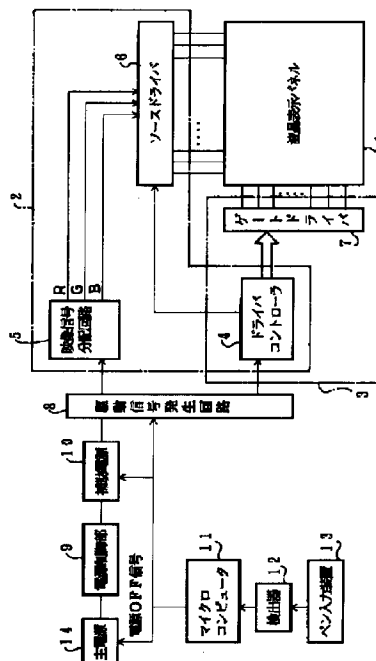 主電源
14
電源制御部
9
補助電源
10
電源OFF信号
マイクロ
コンピュータ
11
検出器
12
ペン入力装置
13
駆動信号発生回路
8
映像信号
分配回路
5
R
G
B
2
ドライバ
コントローラ
4
ソースドライバ
6
ゲートドライバ
7
3
液晶表示パネル
1